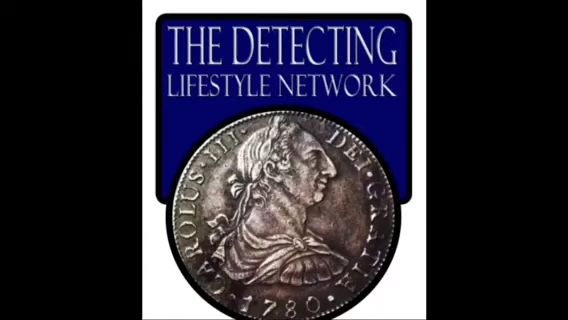 THE DETECTING
LIFESTYLE NETWORK
CAROLUS·III· DEI·GRATIA
·1780·